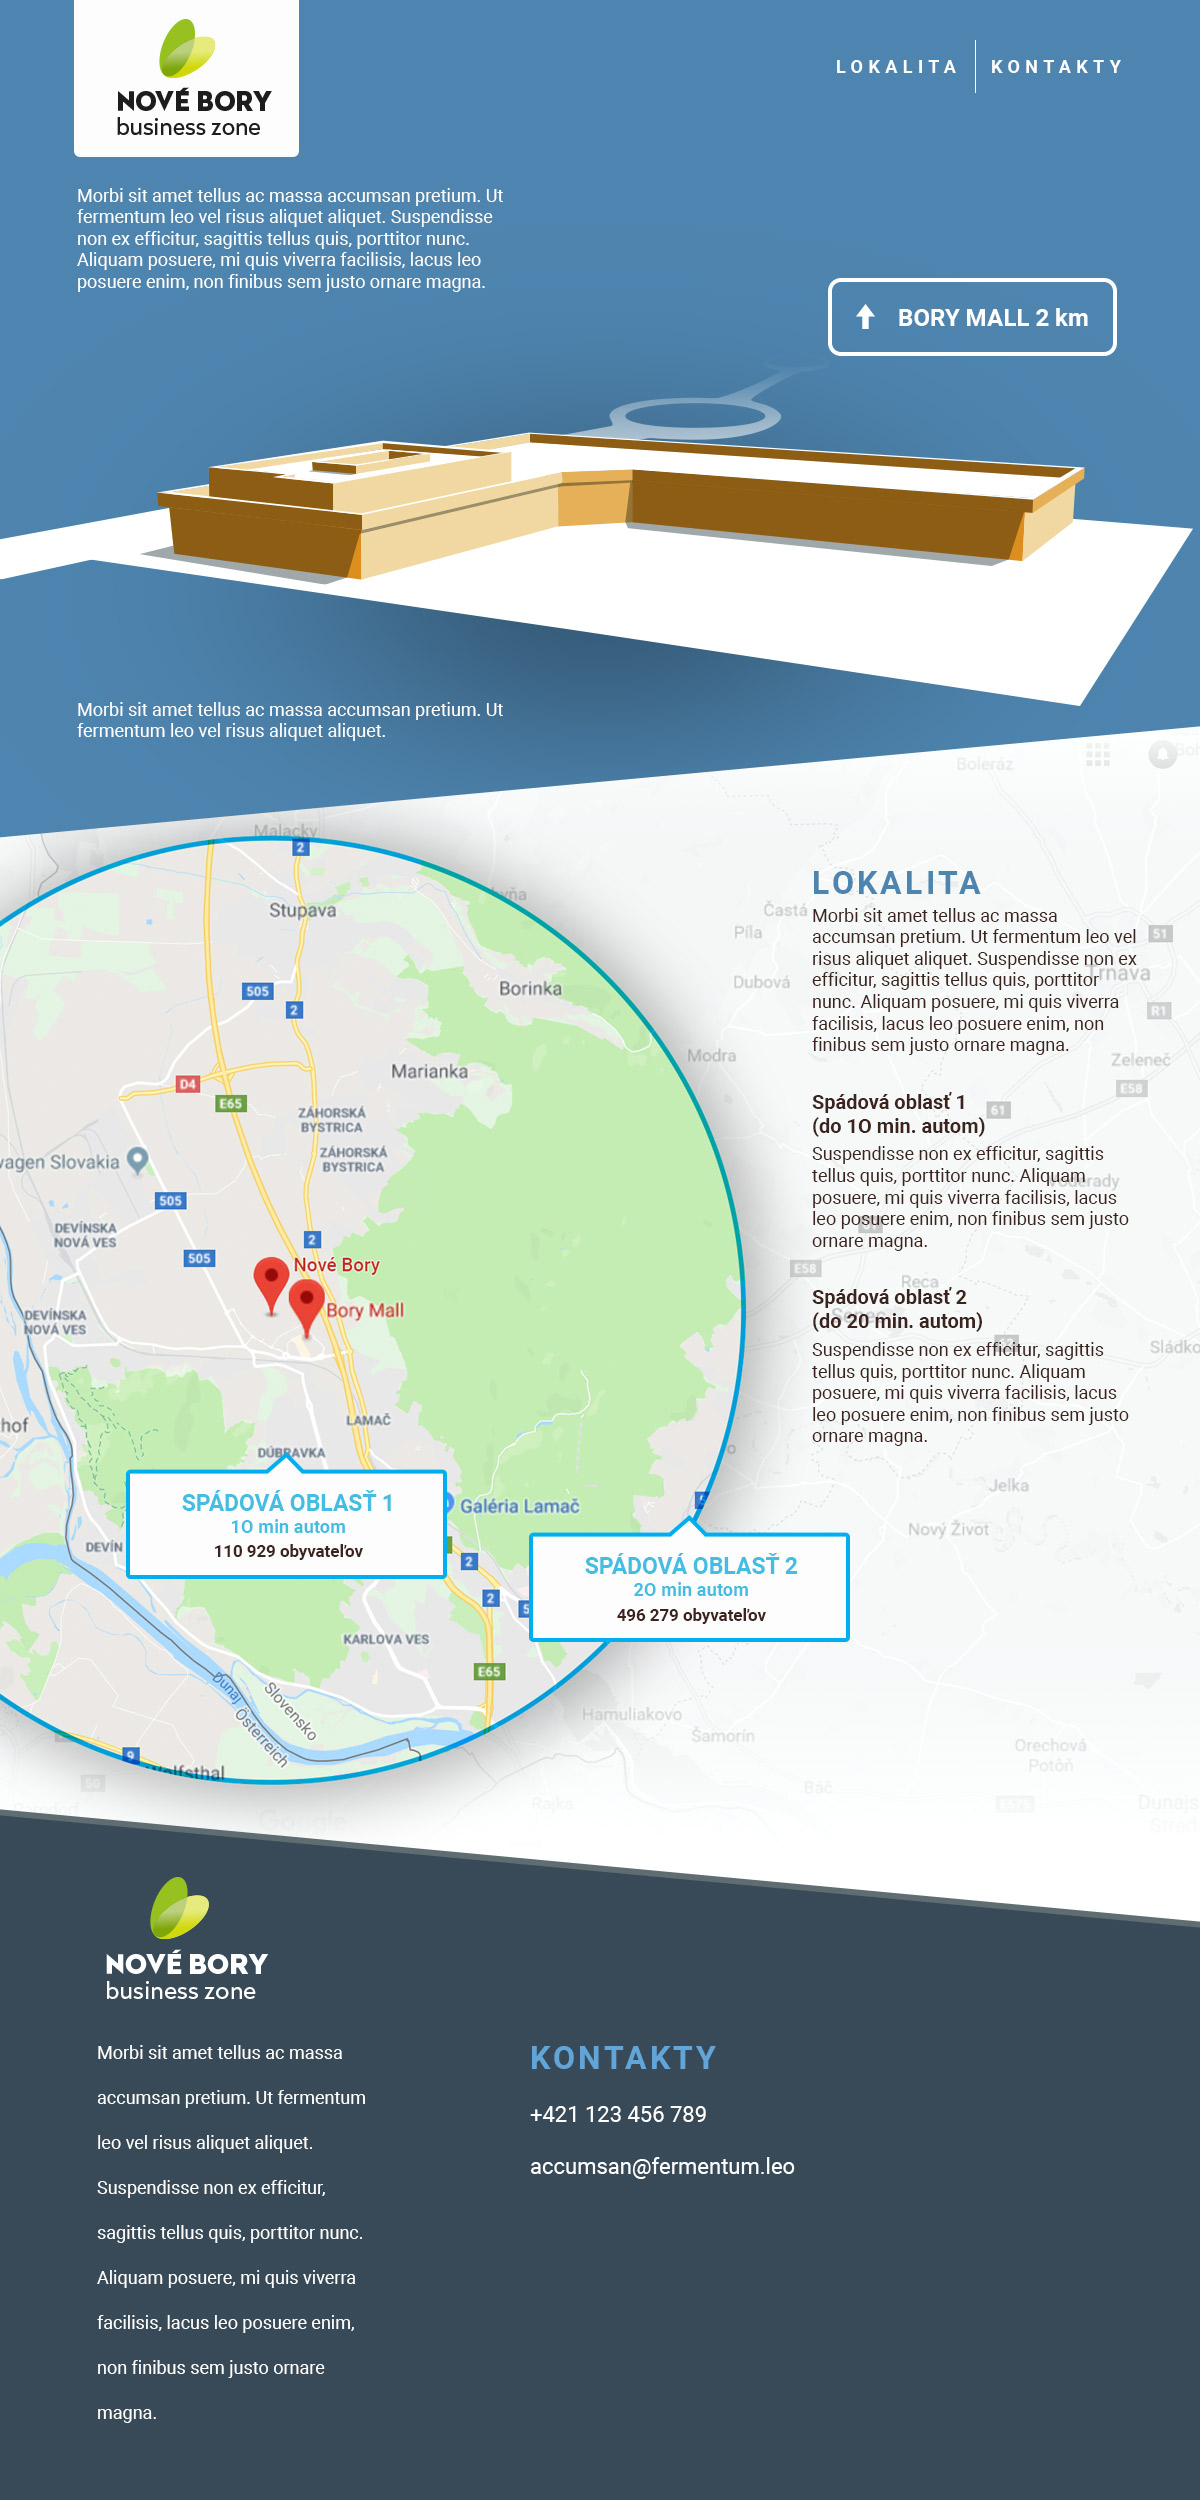 NOVÉ BORY
business zone
LOKALITA
KONTAKTY
Morbi sit amet tellus ac massa accumsan pretium. Ut
fermentum leo vel risus aliquet aliquet. Suspendisse
non ex efficitur, sagittis tellus quis, porttitor nunc.
Aliquam posuere, mi quis viverra facilisis, lacus leo
posuere enim, non finibus sem justo ornare magna.
BORY MALL 2 km
Morbi sit amet tellus ac massa accumsan pretium. Ut
fermentum leo vel risus aliquet aliquet.
Boleráz
Malacky
2
Stupava
505
2
Borinka
Marianka
D4
E65
ZÁHORSKÁ
BYSTRICA
ZÁHORSKÁ
BYSTRICA
wagen Slovakia
505
DEVÍNSKA
NOVÁ VES
2
505
Nové Bory
Bory Mall
DEVÍNSKA
NOVÁ VES
LAMAČ
hof
DÚBRAVKA
SPÁDOVÁ OBLASŤ 1
10 min autom
110 929 obyvateľov
Galéria Lamač
DEVÍN
2
2
5
SPÁDOVÁ OBLASŤ 2
20 min autom
496 279 obyvateľov
KARLOVA VES
E65
Dunaj
Slovensko
Österreich
9
Wolfsthal
Častá
Píla
Dubová
Modra
LOKALITA
Morbi sit amet tellus ac massa
accumsan pretium. Ut fermentum leo vel
risus aliquet aliquet. Suspendisse non ex
efficitur, sagittis tellus quis, porttitor
nunc. Aliquam posuere, mi quis viverra
facilisis, lacus leo posuere enim, non
finibus sem justo ornare magna.
51
Trnava
R1
Zeleneč
E58
61
Spádová oblasť 1
(do 10 min. autom)
Suspendisse non ex efficitur, sagittis
tellus quis, porttitor nunc. Aliquam
posuere, mi quis viverra facilisis, lacus
leo posuere enim, non finibus sem justo
ornare magna.
Voderady
E58
Reca
Senec
Spádová oblasť 2
(do 20 min. autom)
Suspendisse non ex efficitur, sagittis
tellus quis, porttitor nunc. Aliquam
posuere, mi quis viverra facilisis, lacus
leo posuere enim, non finibus sem justo
ornare magna.
Sládko
Jelka
Nový Život
Hamuliakovo
Šamorín
Orechová
Potôň
Báč
Rajka
E575
Dunajs
Stred
50
Google
NOVÉ BORY
business zone
Morbi sit amet tellus ac massa
accumsan pretium. Ut fermentum
leo vel risus aliquet aliquet.
Suspendisse non ex efficitur,
sagittis tellus quis, porttitor nunc.
Aliquam posuere, mi quis viverra
facilisis, lacus leo posuere enim,
non finibus sem justo ornare
magna.
KONTAKTY
+421 123 456 789
accumsan@fermentum.leo